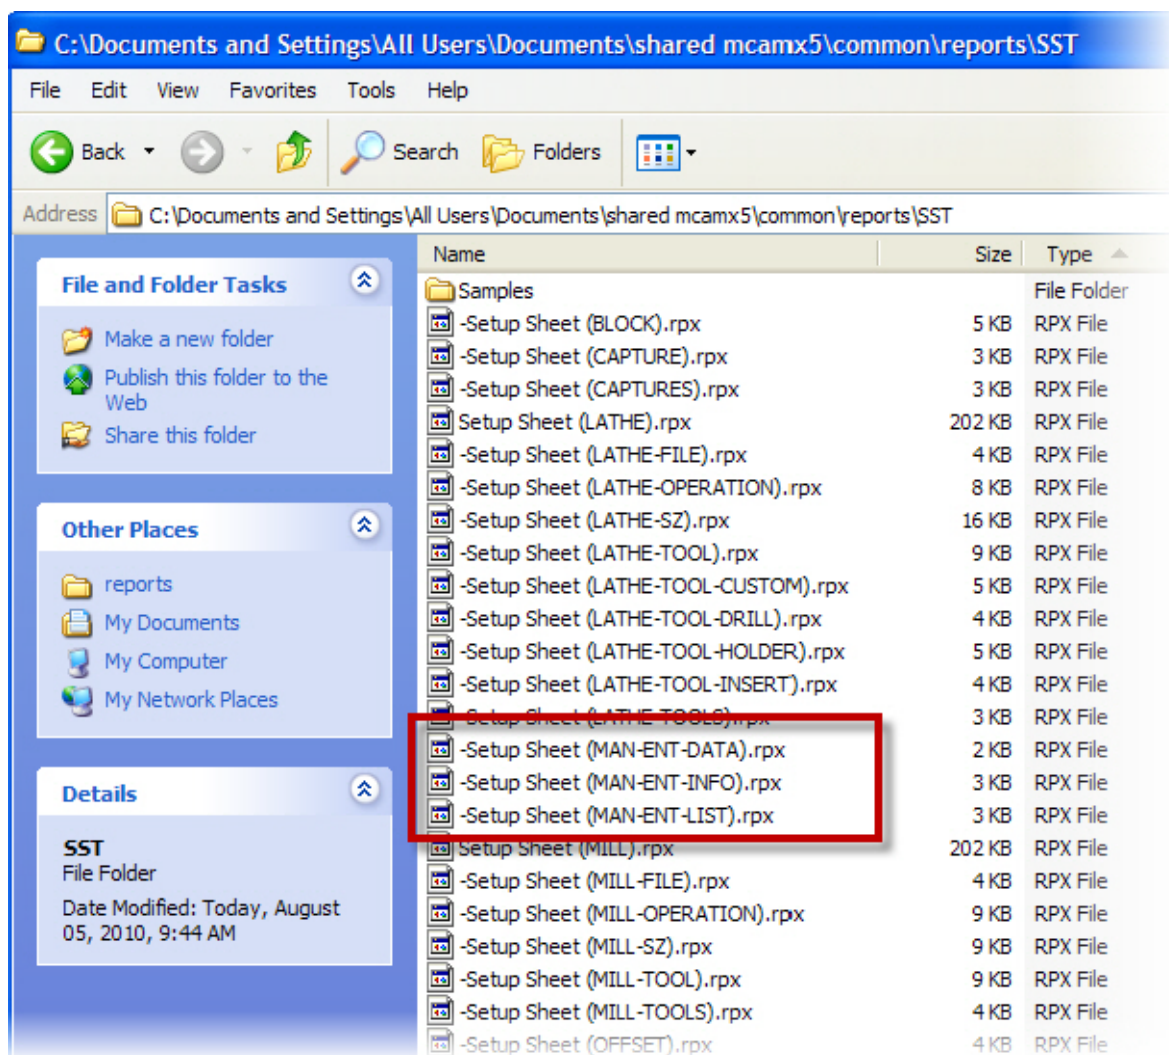 C:\Documents and Settings\All Users\Documents\shared mcamx5\common\reports\SST
File Edit View Favorites Tools Help
Back Search Folders
Address C:\Documents and Settings\All Users\Documents\shared mcamx5\common\reports\SST
File and Folder Tasks
Make a new folder
Publish this folder to the
Web
Share this folder
Other Places
reports
My Documents
My Computer
My Network Places
Details
SST
File Folder
Date Modified: Today, August
05, 2010, 9:44 AM
Name Size Type
Samples File Folder
-Setup Sheet (BLOCK).rpx 5 KB RPX File
-Setup Sheet (CAPTURE).rpx 3 KB RPX File
-Setup Sheet (CAPTURES).rpx 3 KB RPX File
Setup Sheet (LATHE).rpx 202 KB RPX File
-Setup Sheet (LATHE-FILE).rpx 4 KB RPX File
-Setup Sheet (LATHE-OPERATION).rpx 8 KB RPX File
-Setup Sheet (LATHE-SZ).rpx 16 KB RPX File
-Setup Sheet (LATHE-TOOL).rpx 9 KB RPX File
-Setup Sheet (LATHE-TOOL-CUSTOM).rpx 5 KB RPX File
-Setup Sheet (LATHE-TOOL-DRILL).rpx 4 KB RPX File
-Setup Sheet (LATHE-TOOL-HOLDER).rpx 5 KB RPX File
-Setup Sheet (LATHE-TOOL-INSERT).rpx 4 KB RPX File
-Setup Sheet (LATHE-TOOLS).rpx 3 KB RPX File
-Setup Sheet (MAN-ENT-DATA).rpx 2 KB RPX File
-Setup Sheet (MAN-ENT-INFO).rpx 3 KB RPX File
-Setup Sheet (MAN-ENT-LIST).rpx 3 KB RPX File
Setup Sheet (MILL).rpx 202 KB RPX File
-Setup Sheet (MILL-FILE).rpx 4 KB RPX File
-Setup Sheet (MILL-OPERATION).rpx 9 KB RPX File
-Setup Sheet (MILL-SZ).rpx 9 KB RPX File
-Setup Sheet (MILL-TOOL).rpx 9 KB RPX File
-Setup Sheet (MILL-TOOLS).rpx 4 KB RPX File
-Setup Sheet (OFFSET).rpx 4 KB RPX File